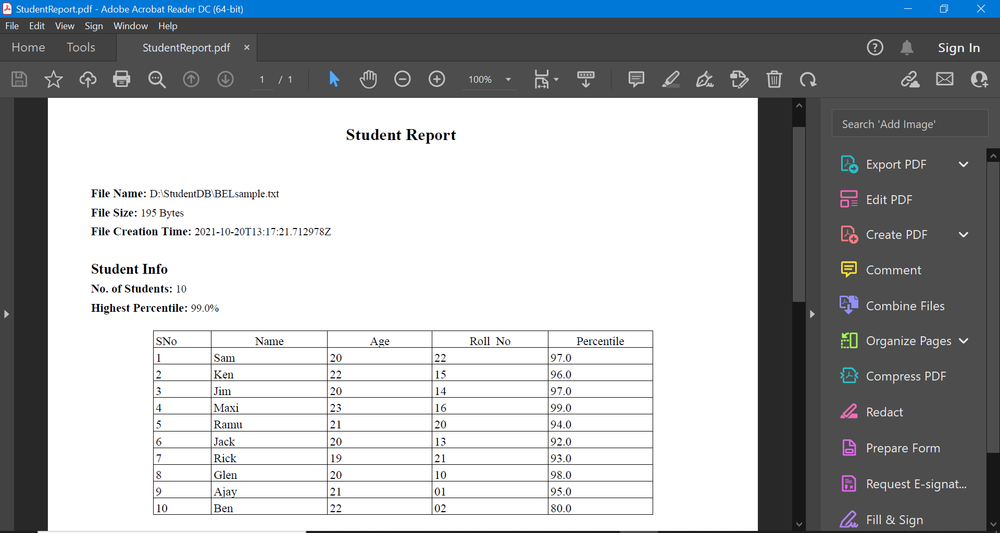 StudentReport.pdf - Adobe Acrobat Reader DC (64-bit)
File Edit View Sign Window Help
Home Tools StudentReport.pdf × Sign In
1 / 1 100%
Student Report
File Name: D:\StudentDB\BELsample.txt
File Size: 195 Bytes
File Creation Time: 2021-10-20T13:17:21.712978Z
Student Info
No. of Students: 10
Highest Percentile: 99.0%
SNo Name Age Roll_No Percentile
1 Sam 20 22 97.0
2 Ken 22 15 96.0
3 Jim 20 14 97.0
4 Maxi 23 16 99.0
5 Ramu 21 20 94.0
6 Jack 20 13 92.0
7 Rick 19 21 93.0
8 Glen 20 10 98.0
9 Ajay 21 01 95.0
10 Ben 22 02 80.0
Search 'Add Image'
Export PDF
Edit PDF
Create PDF
Comment
Combine Files
Organize Pages
Compress PDF
Redact
Prepare Form
Request E-signat...
Fill & Sign